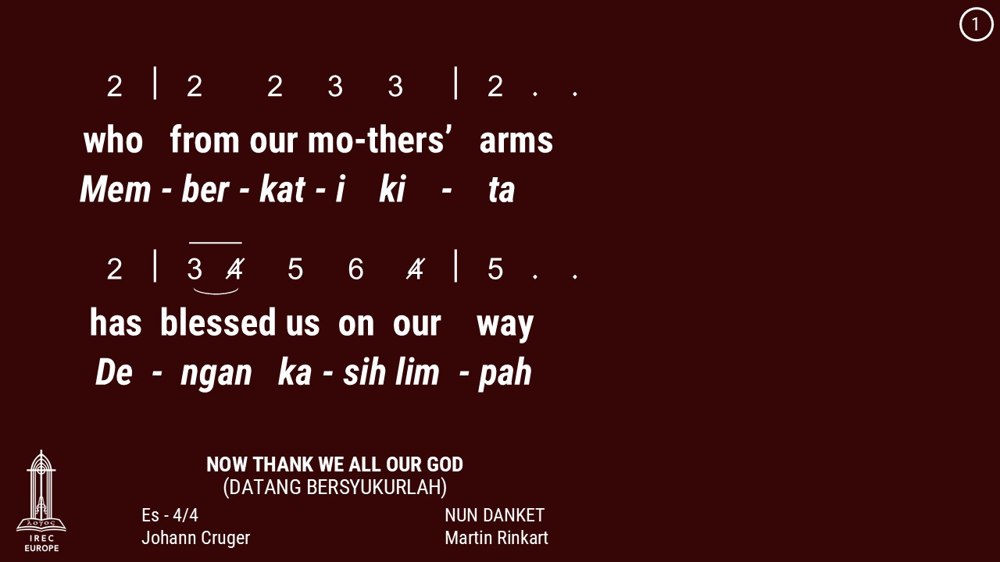 1
2 | 2 2 3 3 | 2 . .
who from our mo-thers’ arms
Mem - ber - kat - i ki - ta
2 | 3 4̸ 5 6 4̸ | 5 . .
has blessed us on our way
De - ngan ka - sih lim - pah
NOW THANK WE ALL OUR GOD
(DATANG BERSYUKURLAH)
Es - 4/4
NUN DANKET
Johann Cruger
Martin Rinkart
λογος
IREC
EUROPE